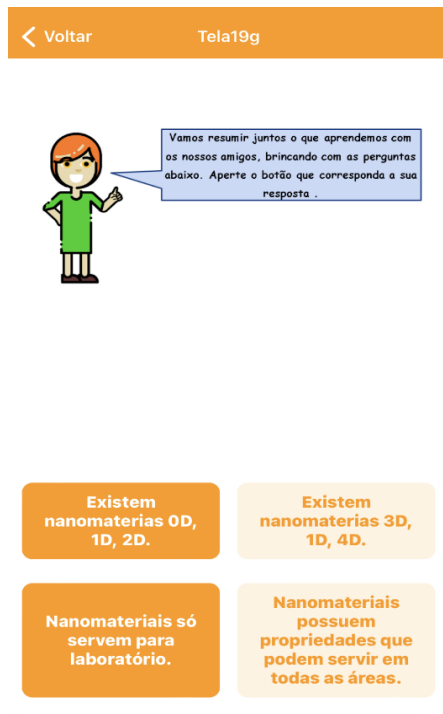 Voltar
Tela19g
Vamos resumir juntos o que aprendemos com
os nossos amigos, brincando com as perguntas
abaixo. Aperte o botão que corresponda a sua
resposta .
Existem
nanomaterias 0D,
1D, 2D.
Existem
nanomaterias 3D,
1D, 4D.
Nanomateriais só
servem para
laboratório.
Nanomateriais
possuem
propriedades que
podem servir em
todas as áreas.